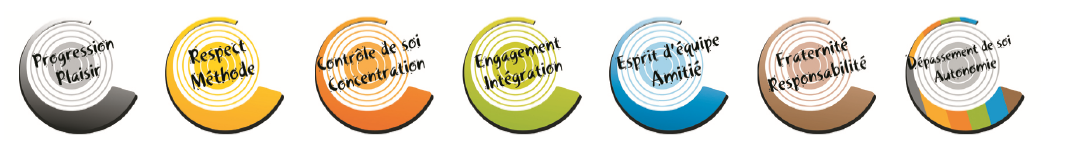 Progression
Plaisir
Respect
Méthode
Contrôle de soi
Concentration
Engagement
Intégration
Esprit d'équipe
Amitié
Fraternité
Responsabilité
Dépassement de soi
Autonomie